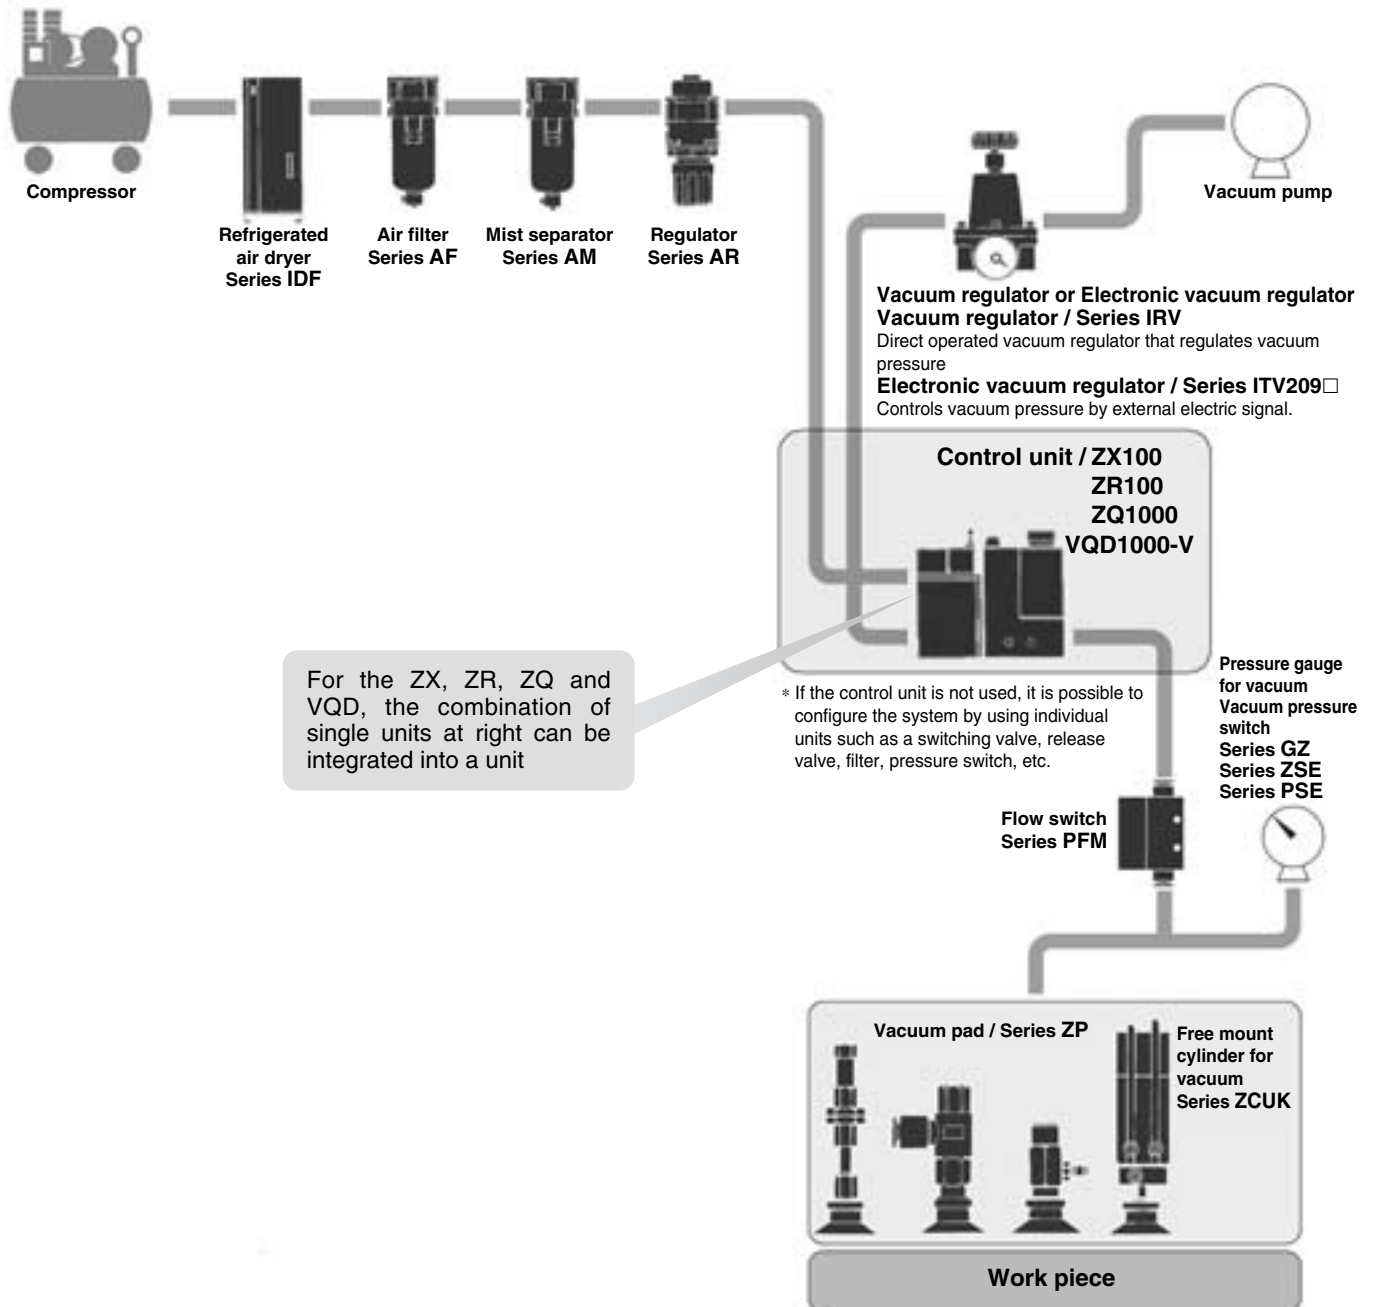 Compressor
Refrigerated
air dryer
Series IDF
Air filter
Series AF
Mist separator
Series AM
Regulator
Series AR
Vacuum pump
Vacuum regulator or Electronic vacuum regulator
Vacuum regulator / Series IRV
Direct operated vacuum regulator that regulates vacuum
pressure
Electronic vacuum regulator / Series ITV209□
Controls vacuum pressure by external electric signal.
Control unit / ZX100
ZR100
ZQ1000
VQD1000-V
For the ZX, ZR, ZQ and
VQD, the combination of
single units at right can be
integrated into a unit
* If the control unit is not used, it is possible to
configure the system by using individual
units such as a switching valve, release
valve, filter, pressure switch, etc.
Pressure gauge
for vacuum
Vacuum pressure
switch
Series GZ
Series ZSE
Series PSE
Flow switch
Series PFM
Vacuum pad / Series ZP
Free mount
cylinder for
vacuum
Series ZCUK
Work piece